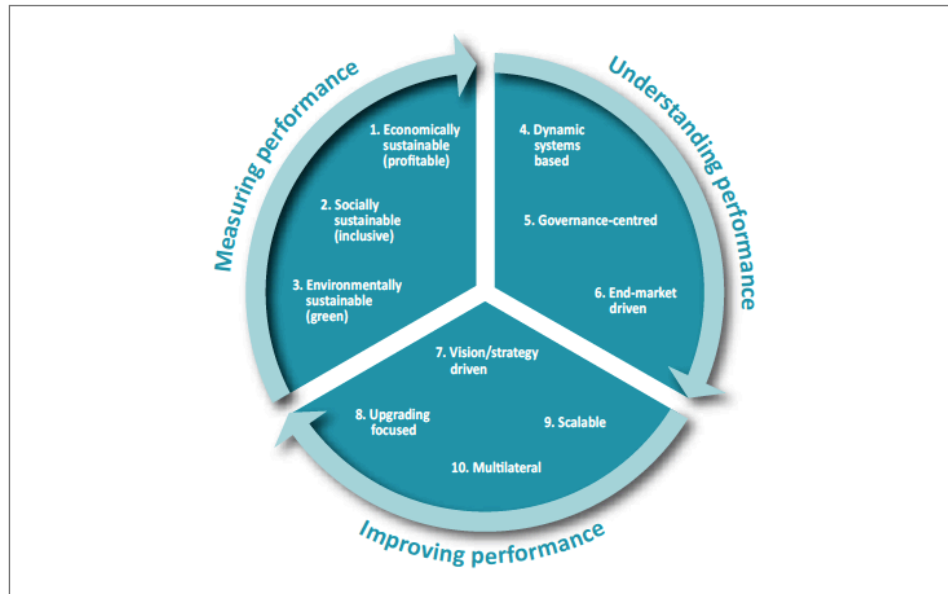 Measuring performance
1. Economically
sustainable
(profitable)
2. Socially
sustainable
(inclusive)
3. Environmentally
sustainable
(green)
Understanding performance
4. Dynamic
systems
based
5. Governance-centred
6. End-market
driven
7. Vision/strategy
driven
8. Upgrading
focused
9. Scalable
10. Multilateral
Improving performance